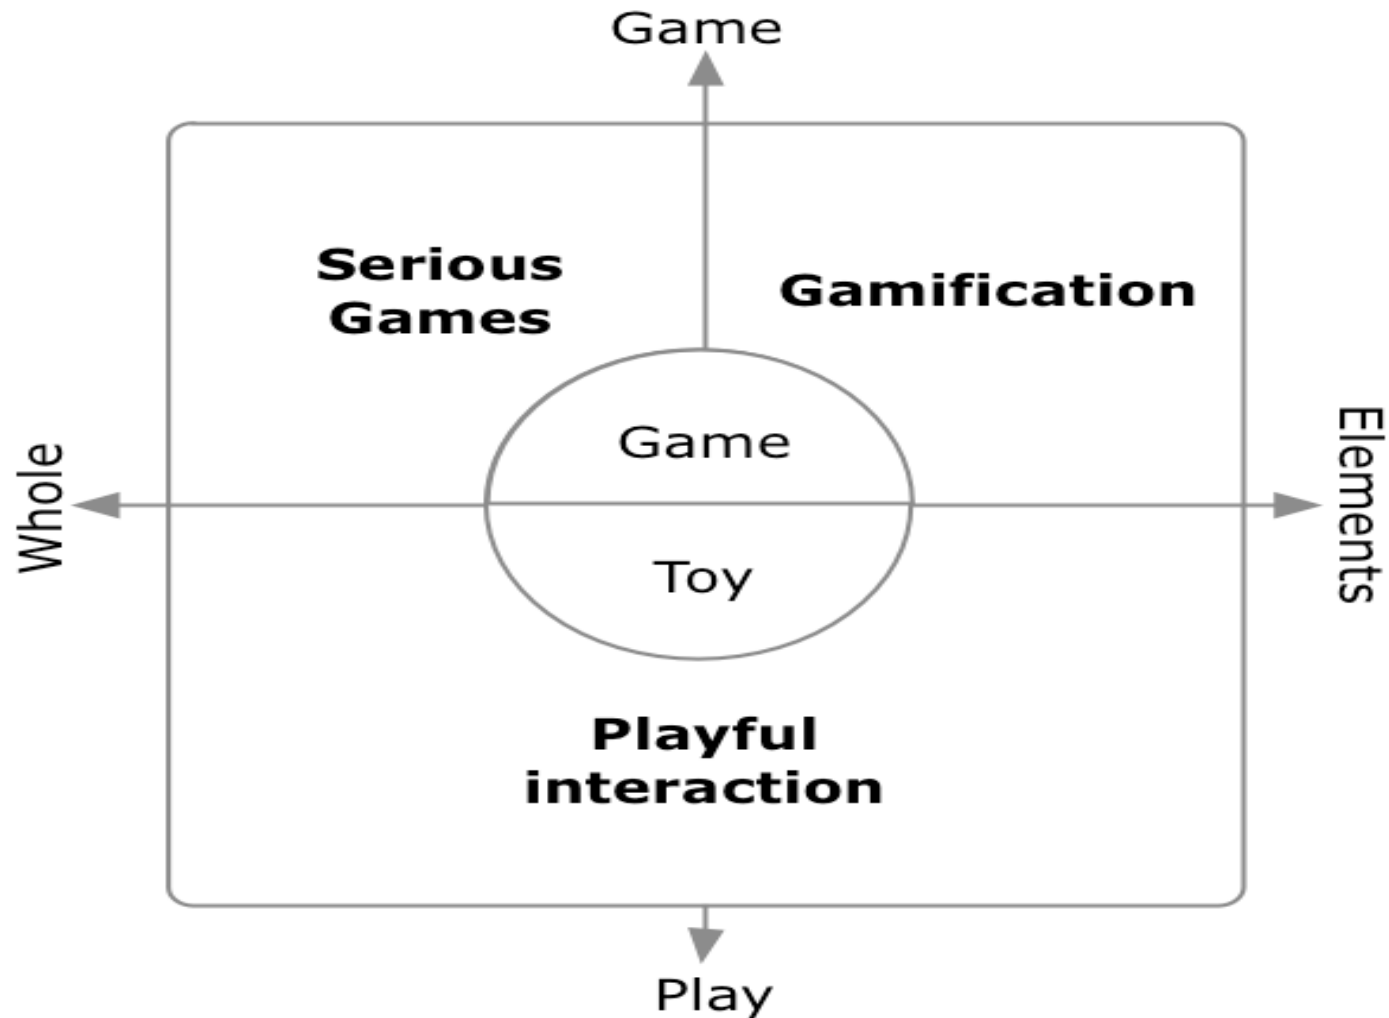 Game
Serious
Games
Gamification
Game
Whole
Elements
Toy
Playful
interaction
Play